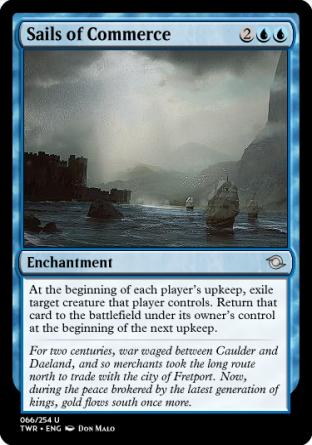 Sails of Commerce 2
Enchantment
At the beginning of each player's upkeep, exile
target creature that player controls. Return that
card to the battlefield under its owner's control
at the beginning of the next upkeep.
For two centuries, war waged between Caulder and
Daeland, and so merchants took the long route
north to trade with the city of Fretport. Now,
during the peace brokered by the latest generation of
kings, gold flows south once more.
066/254 U
TWR • ENG Don Malo